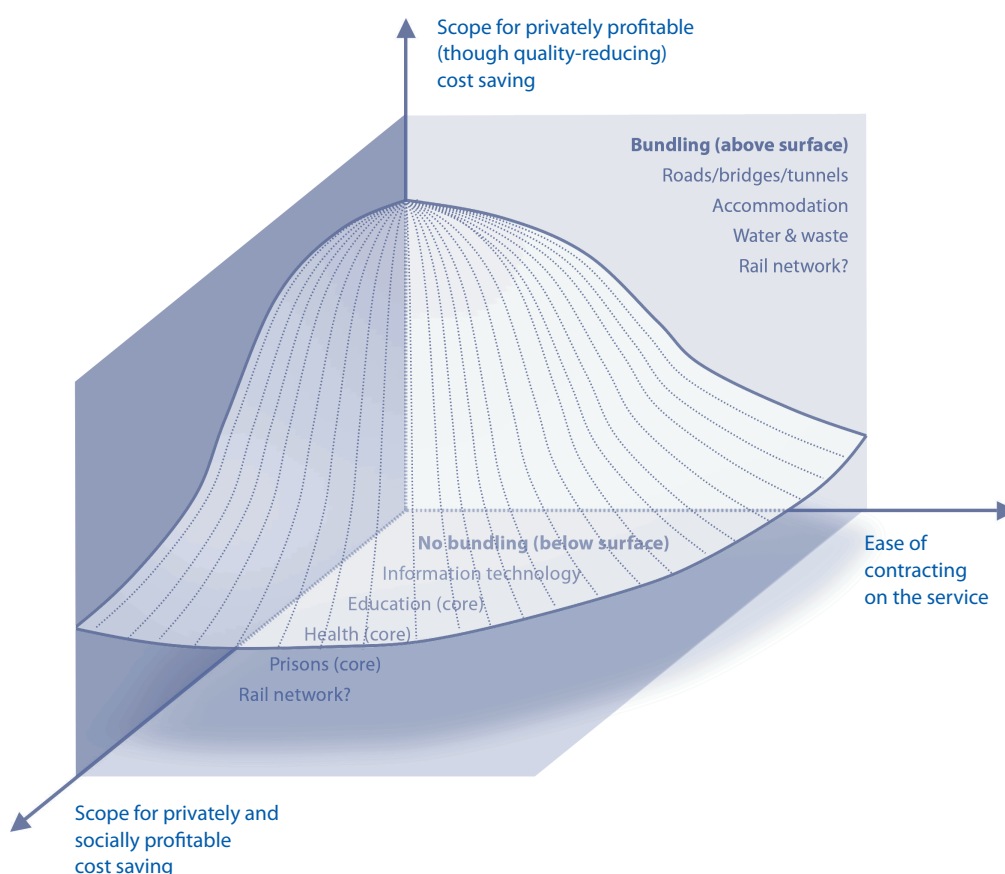 Scope for privately profitable
(though quality-reducing)
cost saving
Bundling (above surface)
Roads/bridges/tunnels
Accommodation
Water & waste
Rail network?
No bundling (below surface)
Information technology
Education (core)
Health (core)
Prisons (core)
Rail network?
Ease of
contracting
on the service
Scope for privately and
socially profitable
cost saving